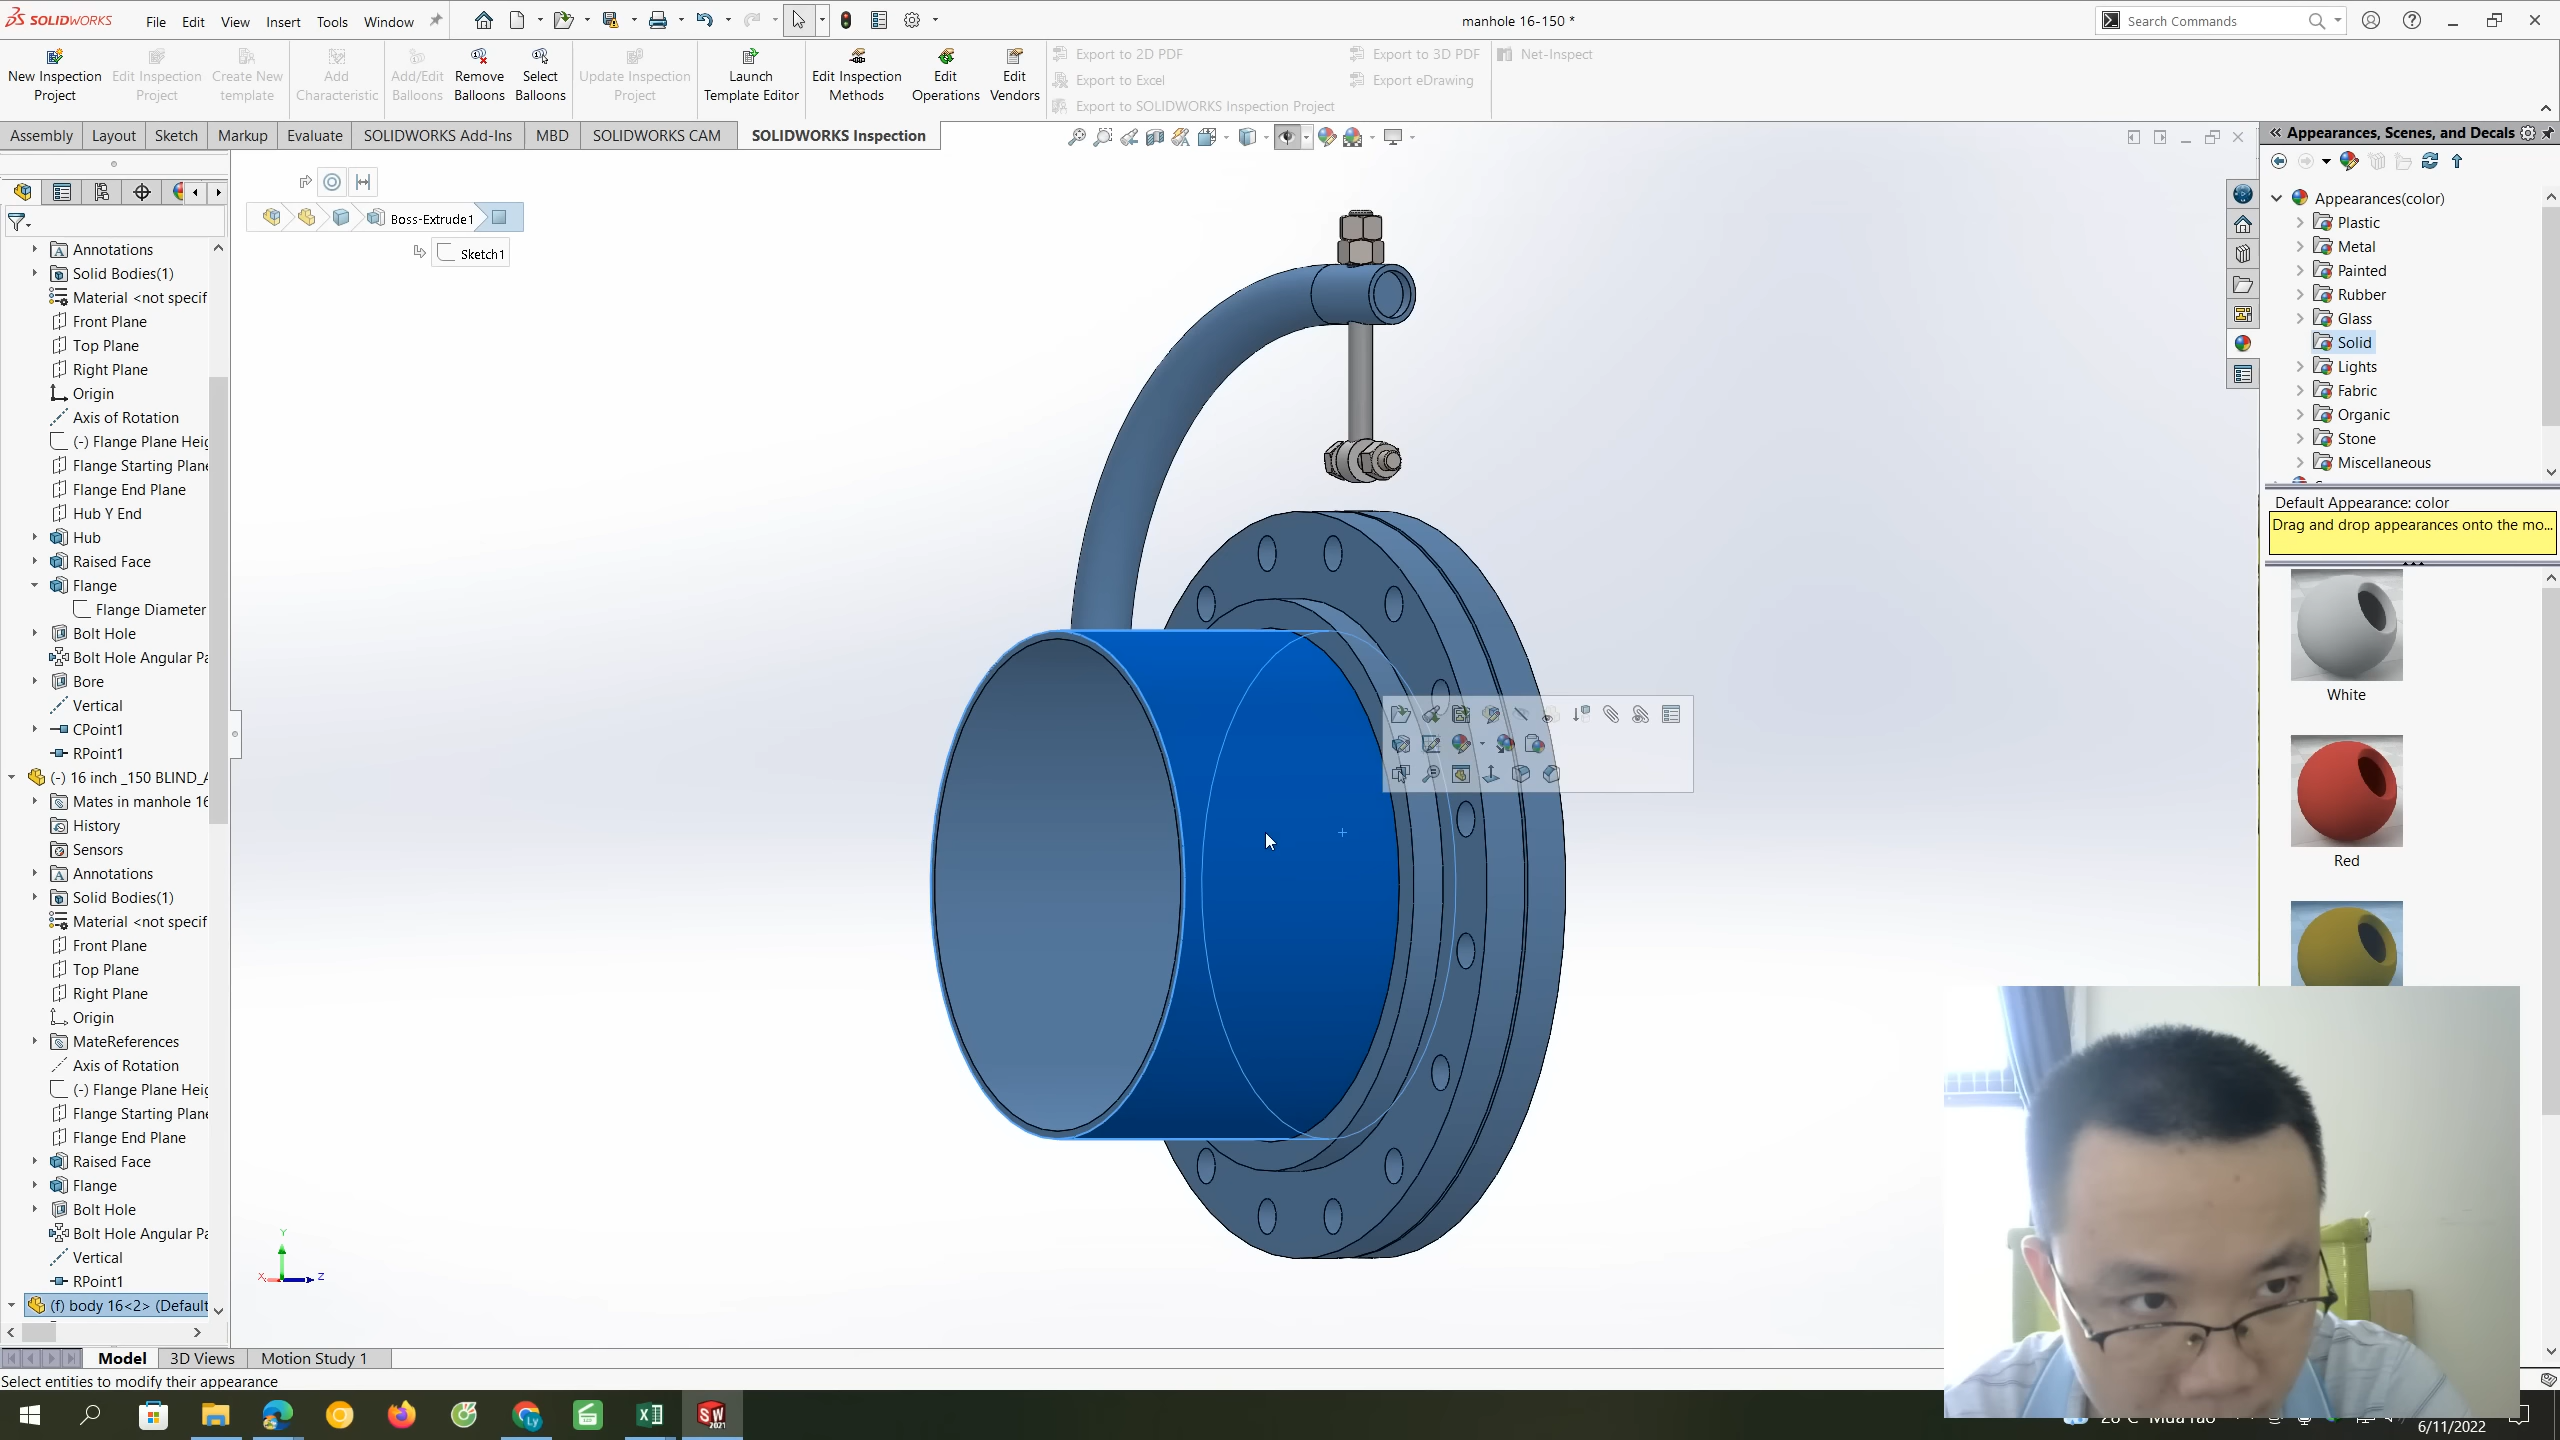 SOLIDWORKS File Edit View Insert Tools Window
manhole 16-150 *
Search Commands
New Inspection Project
Edit Inspection Project
Create New template
Add Characteristic
Add/Edit Balloons
Remove Balloons
Select Balloons
Update Inspection Project
Launch Template Editor
Edit Inspection Methods
Edit Operations
Edit Vendors
Export to 2D PDF
Export to Excel
Export to SOLIDWORKS Inspection Project
Export to 3D PDF
Export eDrawing
Net-Inspect
Assembly Layout Sketch Markup Evaluate SOLIDWORKS Add-Ins MBD SOLIDWORKS CAM SOLIDWORKS Inspection
Boss-Extrude1
Sketch1
Annotations
Solid Bodies(1)
Material <not specif
Front Plane
Top Plane
Right Plane
Origin
Axis of Rotation
(-) Flange Plane Heig
Flange Starting Plane
Flange End Plane
Hub Y End
Hub
Raised Face
Flange
Flange Diameter
Bolt Hole
Bolt Hole Angular Pa
Bore
Vertical
CPoint1
RPoint1
(-) 16 inch _150 BLIND_A
Mates in manhole 16
History
Sensors
Annotations
Solid Bodies(1)
Material <not specif
Front Plane
Top Plane
Right Plane
Origin
MateReferences
Axis of Rotation
(-) Flange Plane Heig
Flange Starting Plane
Flange End Plane
Raised Face
Flange
Bolt Hole
Bolt Hole Angular Pa
Vertical
RPoint1
(f) body 16<2> (Default
Y
X
Z
Appearances, Scenes, and Decals
Appearances(color)
Plastic
Metal
Painted
Rubber
Glass
Solid
Lights
Fabric
Organic
Stone
Miscellaneous
Default Appearance: color
Drag and drop appearances onto the mo...
White
Red
Model 3D Views Motion Study 1
Select entities to modify their appearance
SW
2021
6/11/2022